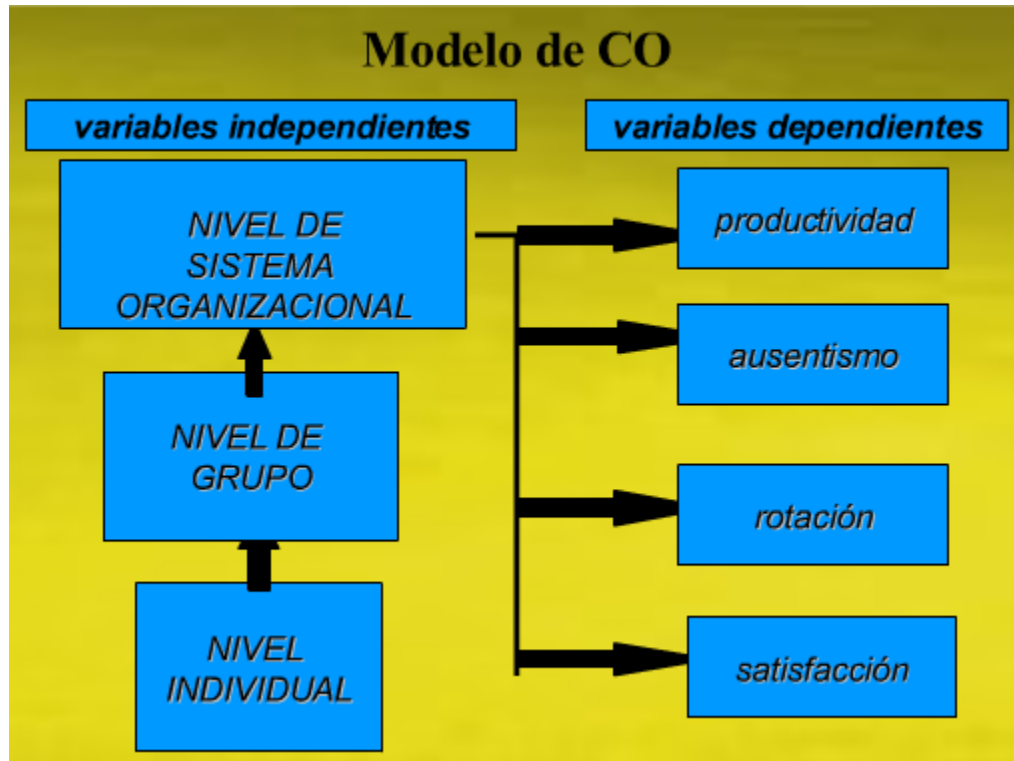 Modelo de CO
variables independientes
variables dependientes
NIVEL DE
SISTEMA
ORGANIZACIONAL
NIVEL DE
GRUPO
NIVEL
INDIVIDUAL
productividad
ausentismo
rotación
satisfacción